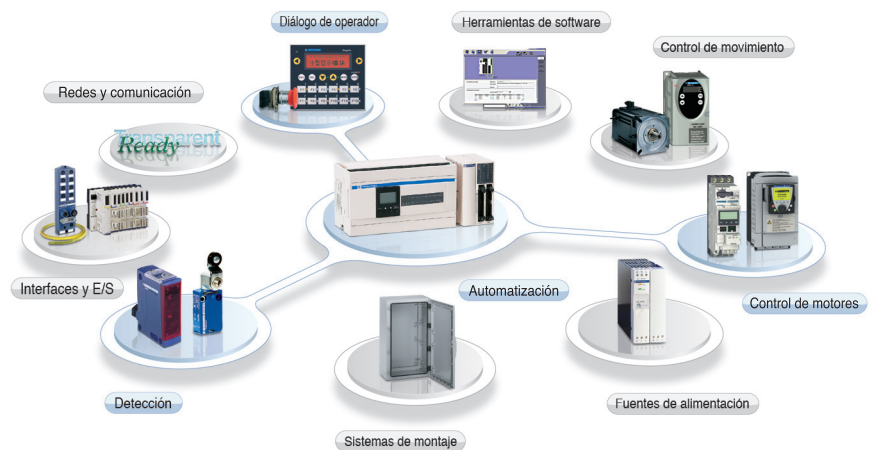 Diálogo de operador
Herramientas de software
Control de movimiento
Redes y comunicación
Transparent
Ready
Interfaces y E/S
Automatización
Control de motores
Detección
Fuentes de alimentación
Sistemas de montaje